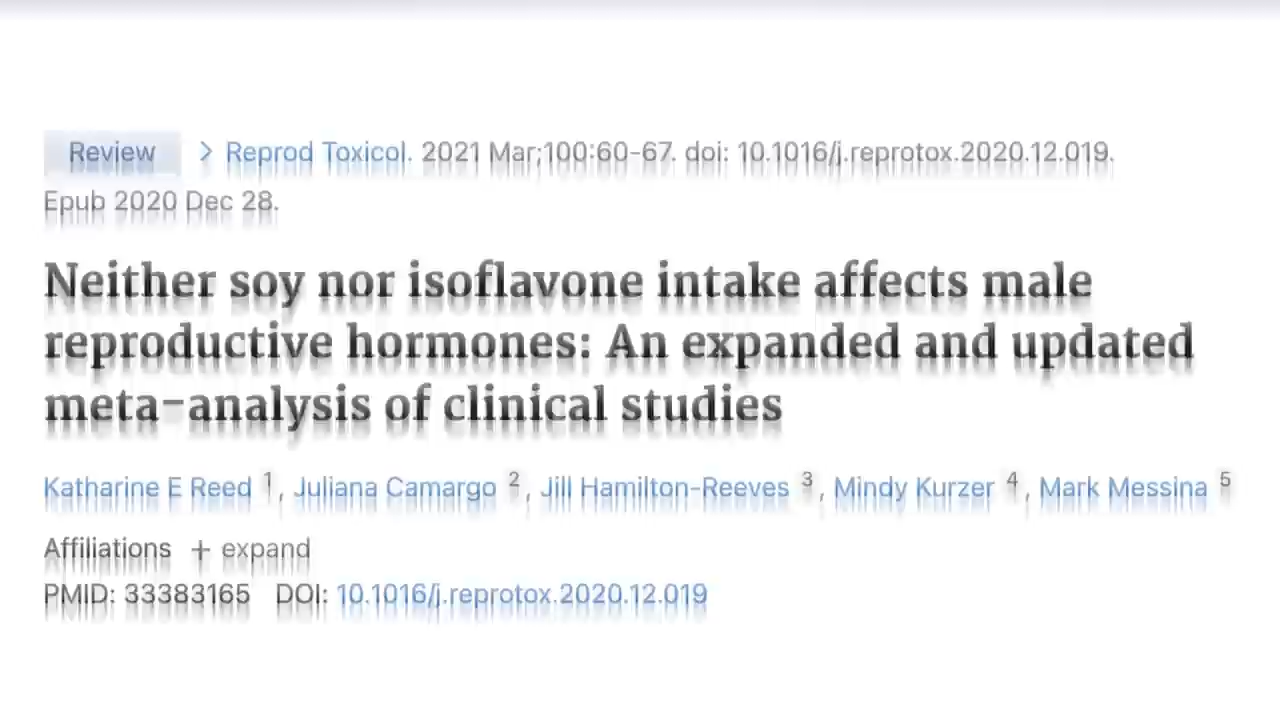 Review > Reprod Toxicol. 2021 Mar;100:60-67. doi: 10.1016/j.reprotox.2020.12.019.
Epub 2020 Dec 28.
Neither soy nor isoflavone intake affects male
reproductive hormones: An expanded and updated
meta-analysis of clinical studies
Katharine E Reed 1, Juliana Camargo 2, Jill Hamilton-Reeves 3, Mindy Kurzer 4, Mark Messina 5
Affiliations + expand
PMID: 33383165 DOI: 10.1016/j.reprotox.2020.12.019